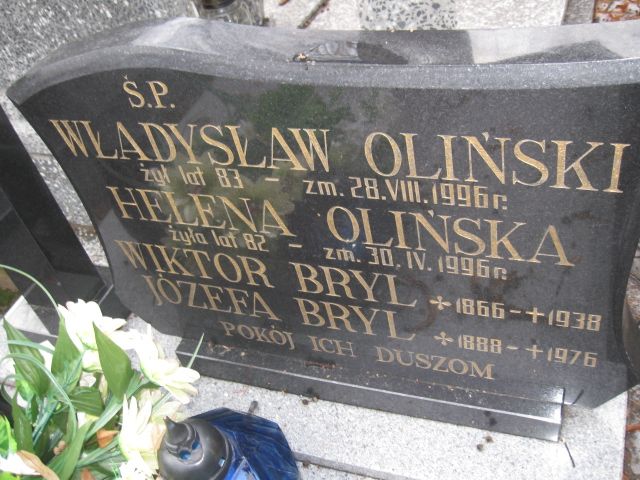 Ś.P.
WŁADYSŁAW OLIŃSKI
żył lat 83 – zm. 28.VIII.1996r.
HELENA OLIŃSKA
żyła lat 82 – zm. 30.IV.1996r.
WIKTOR BRYL ✢ 1866 – + 1938
JÓZEFA BRYL ✢ 1888 – + 1976
POKÓJ ICH DUSZOM